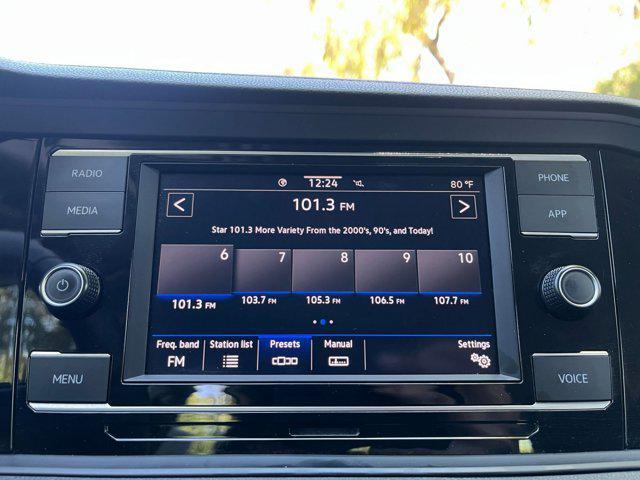 RADIO
MEDIA
MENU
12:24
80 °F
101.3 FM
Star 101.3 More Variety From the 2000's, 90's, and Today!
6 7 8 9 10
101.3 FM 103.7 FM 105.3 FM 106.5 FM 107.7 FM
Freq. band Station list Presets Manual Settings
FM
PHONE
APP
VOICE